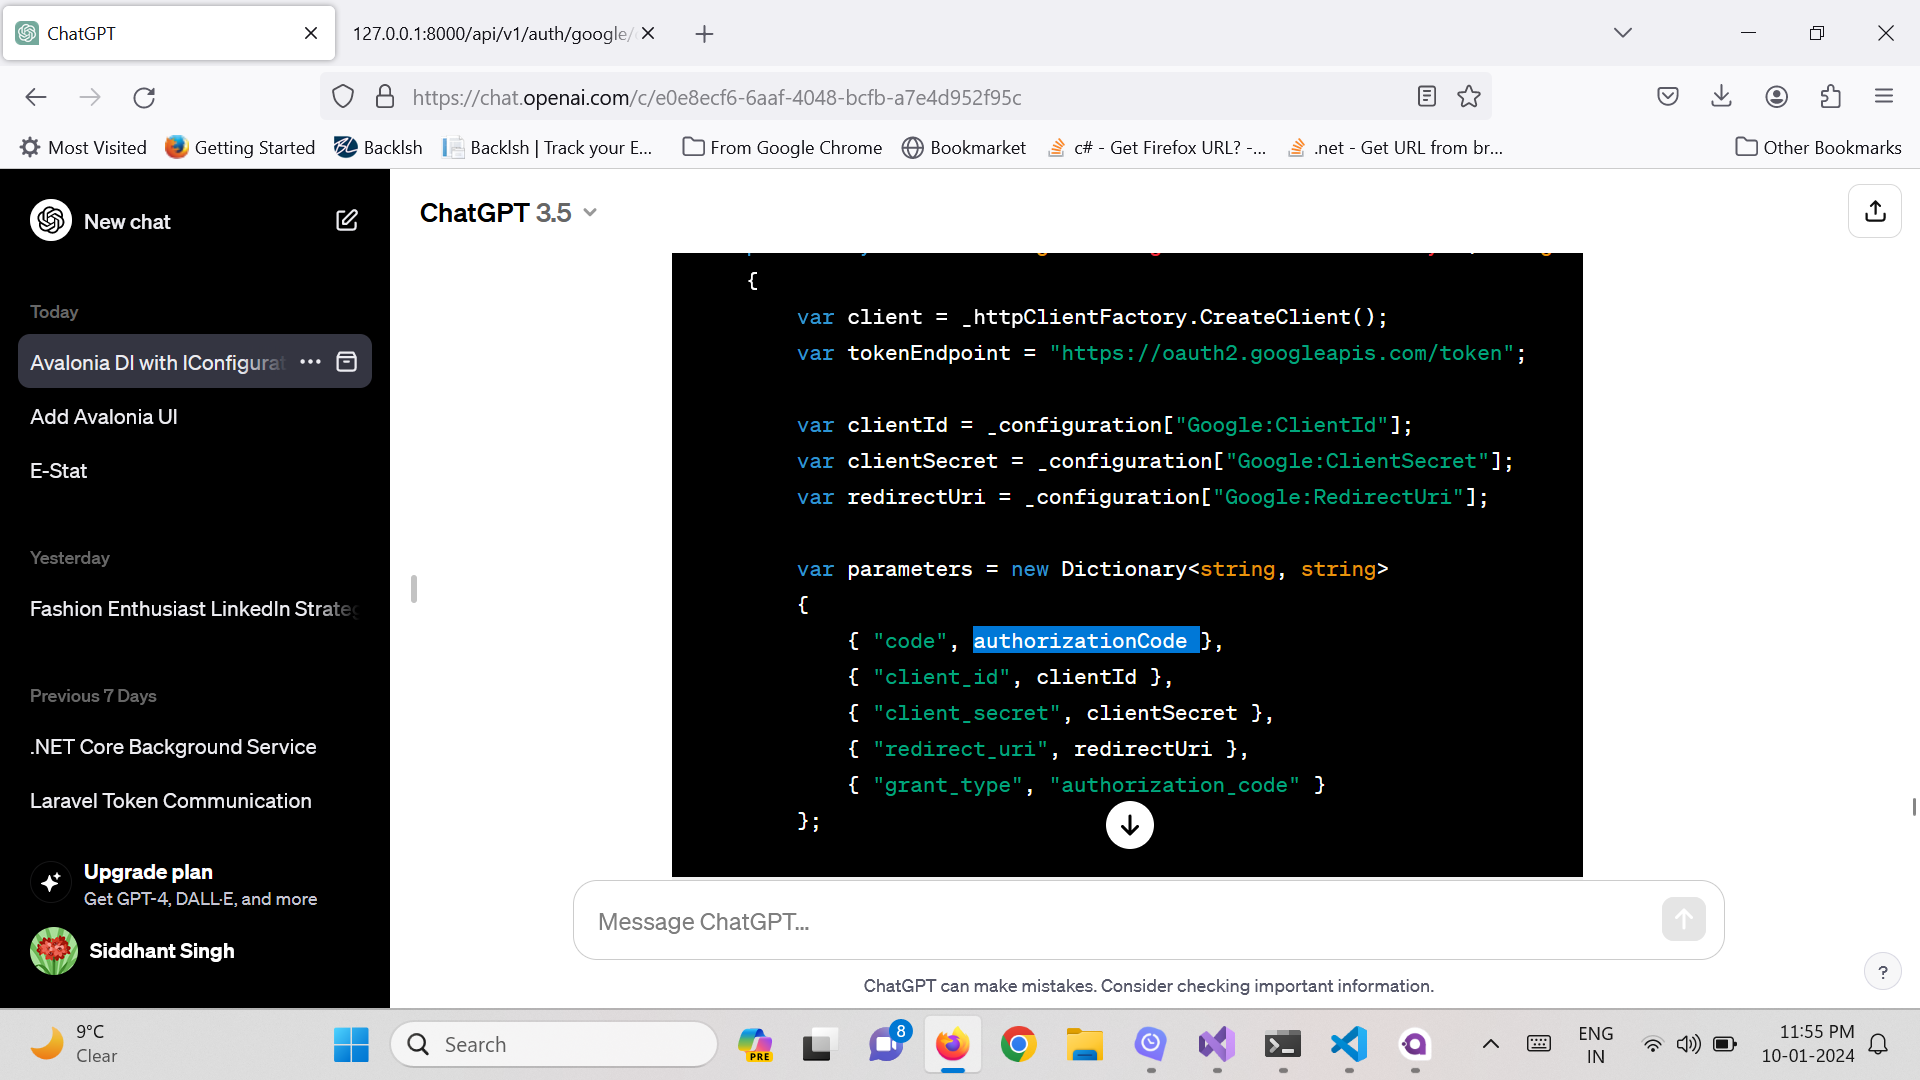 ChatGPT
127.0.0.1:8000/api/v1/auth/google/
https://chat.openai.com/c/e0e8ecf6-6aaf-4048-bcfb-a7e4d952f95c
Most Visited
Getting Started
Backlsh
Backlsh | Track your E...
From Google Chrome
Bookmarket
c# - Get Firefox URL? -...
.net - Get URL from br...
Other Bookmarks
New chat
Today
Avalonia DI with IConfigurat
Add Avalonia UI
E-Stat
Yesterday
Fashion Enthusiast LinkedIn Strateg
Previous 7 Days
.NET Core Background Service
Laravel Token Communication
Upgrade plan
Get GPT-4, DALL·E, and more
Siddhant Singh
ChatGPT 3.5
{
var client = _httpClientFactory.CreateClient();
var tokenEndpoint = "https://oauth2.googleapis.com/token";
var clientId = _configuration["Google:ClientId"];
var clientSecret = _configuration["Google:ClientSecret"];
var redirectUri = _configuration["Google:RedirectUri"];
var parameters = new Dictionary<string, string>
{
{ "code", authorizationCode },
{ "client_id", clientId },
{ "client_secret", clientSecret },
{ "redirect_uri", redirectUri },
{ "grant_type", "authorization_code" }
};
Message ChatGPT...
ChatGPT can make mistakes. Consider checking important information.
?
9°C
Clear
Search
PRE
8
ENG
IN
11:55 PM
10-01-2024